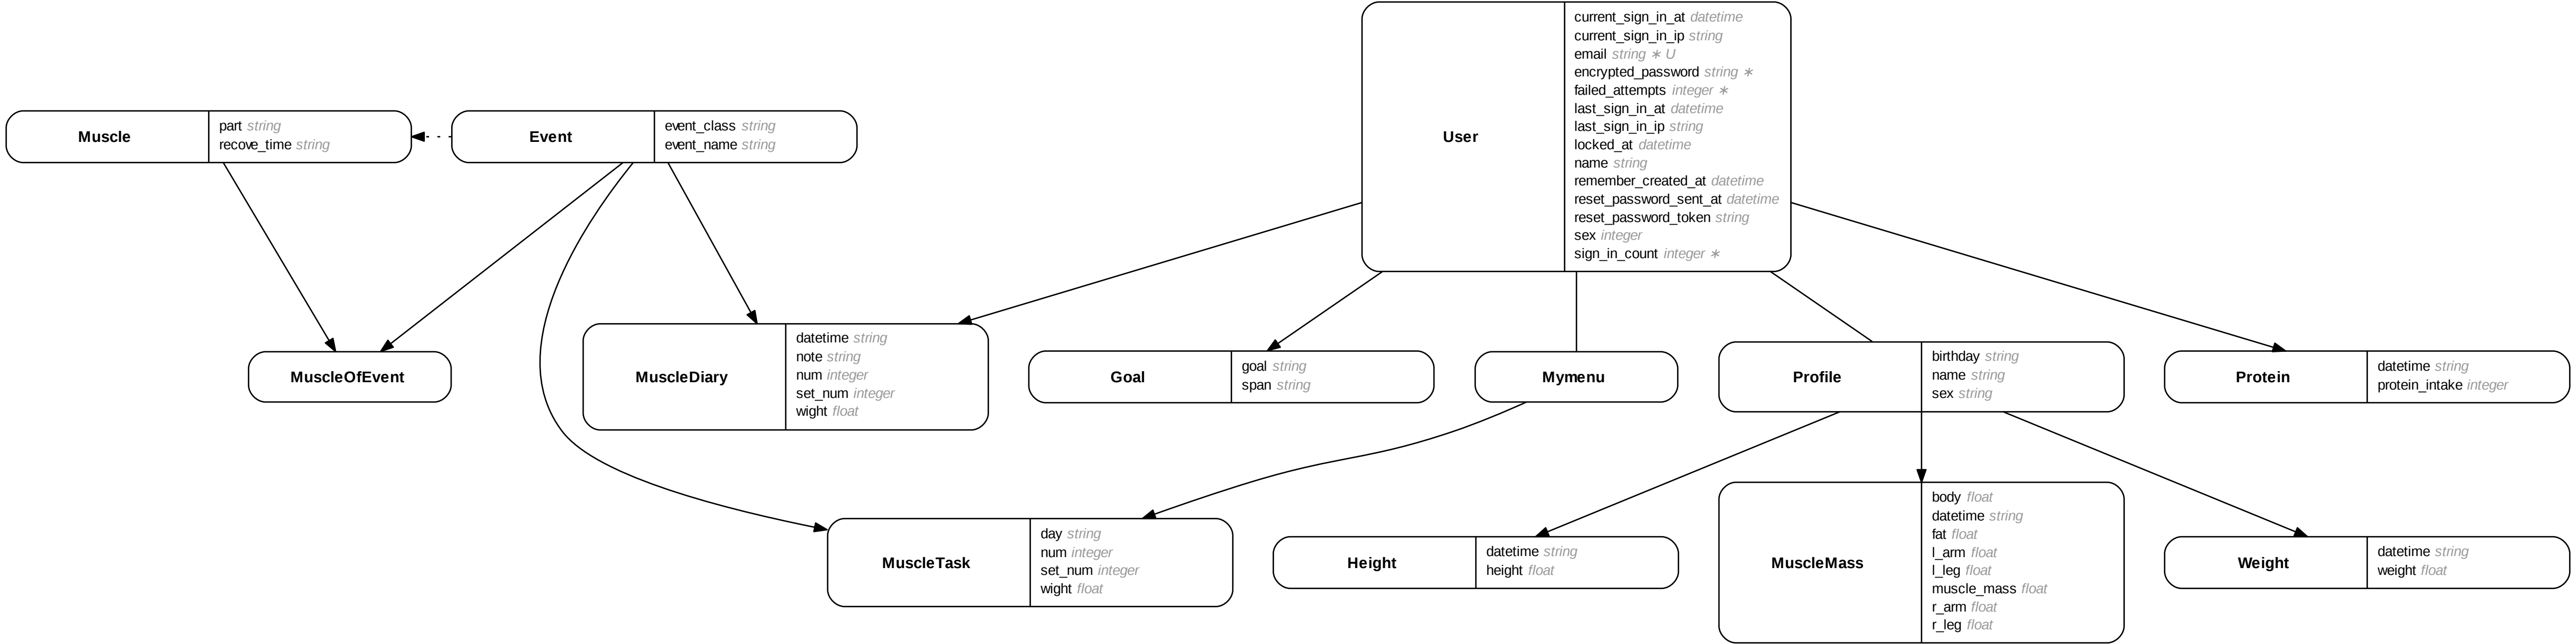 User
current_sign_in_at datetime
current_sign_in_ip string
email string ∗ U
encrypted_password string ∗
failed_attempts integer ∗
last_sign_in_at datetime
last_sign_in_ip string
locked_at datetime
name string
remember_created_at datetime
reset_password_sent_at datetime
reset_password_token string
sex integer
sign_in_count integer ∗
Muscle
part string
recove_time string
Event
event_class string
event_name string
MuscleOfEvent
MuscleDiary
datetime string
note string
num integer
set_num integer
wight float
Goal
goal string
span string
Mymenu
Profile
birthday string
name string
sex string
Protein
datetime string
protein_intake integer
MuscleTask
day string
num integer
set_num integer
wight float
Height
datetime string
height float
MuscleMass
body float
datetime string
fat float
l_arm float
l_leg float
muscle_mass float
r_arm float
r_leg float
Weight
datetime string
weight float